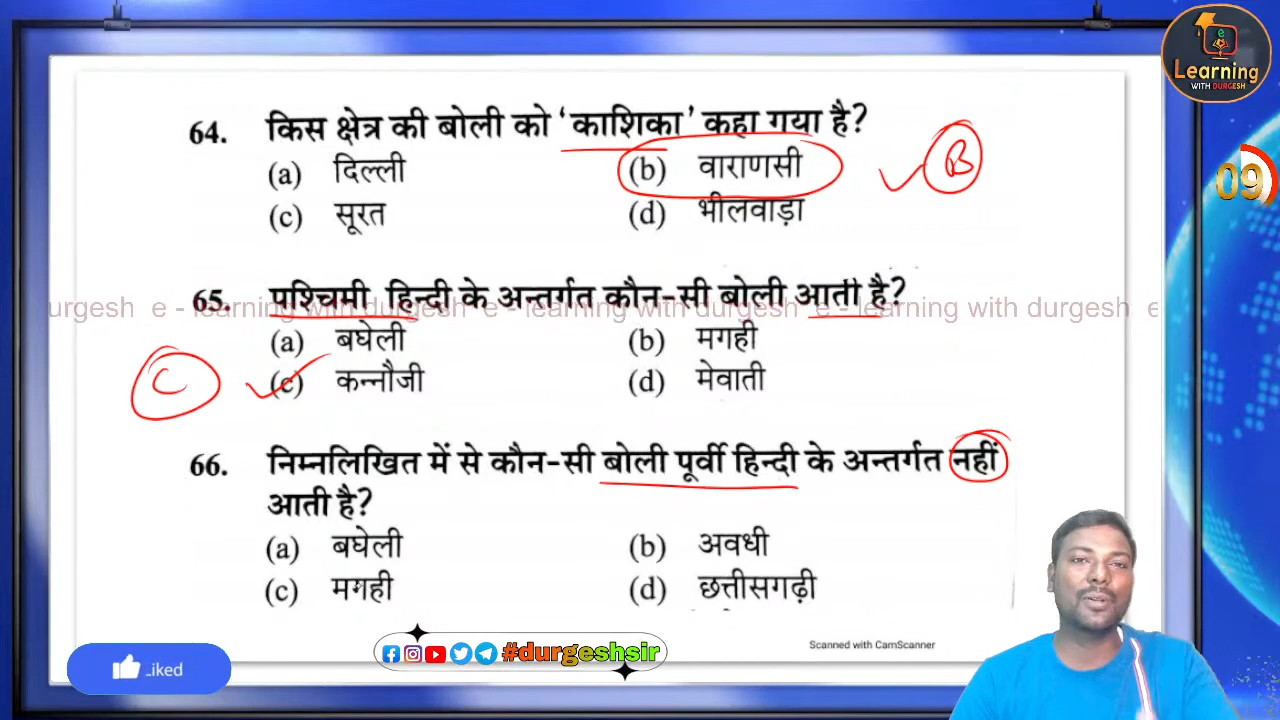 e
Learning
WITH DURGESH
09
64. किस क्षेत्र की बोली को 'काशिका' कहा गया है?
(a) दिल्ली (b) वाराणसी
B
(c) सूरत (d) भीलवाड़ा
65. पश्चिमी हिन्दी के अन्तर्गत कौन-सी बोली आती है?
urgesh e - learning with durgesh e - learning with durgesh e - learning with durgesh e
(a) बघेली (b) मगही
C
(c) कन्नौजी (d) मेवाती
66. निम्नलिखित में से कौन-सी बोली पूर्वी हिन्दी के अन्तर्गत नहीं
आती है?
(a) बघेली (b) अवधी
(c) मगही (d) छत्तीसगढ़ी
Scanned with CamScanner
#durgeshsir
Liked